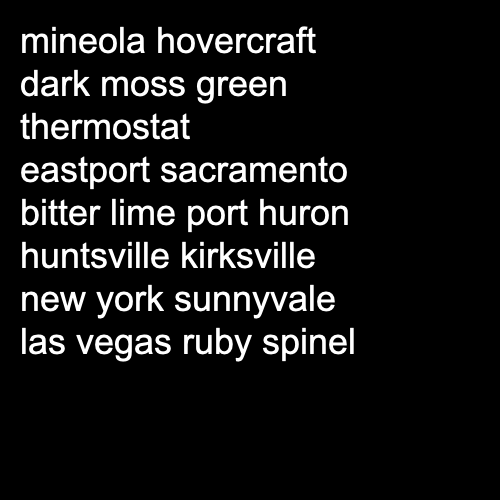 mineola hovercraft
dark moss green
thermostat
eastport sacramento
bitter lime port huron
huntsville kirksville
new york sunnyvale
las vegas ruby spinel